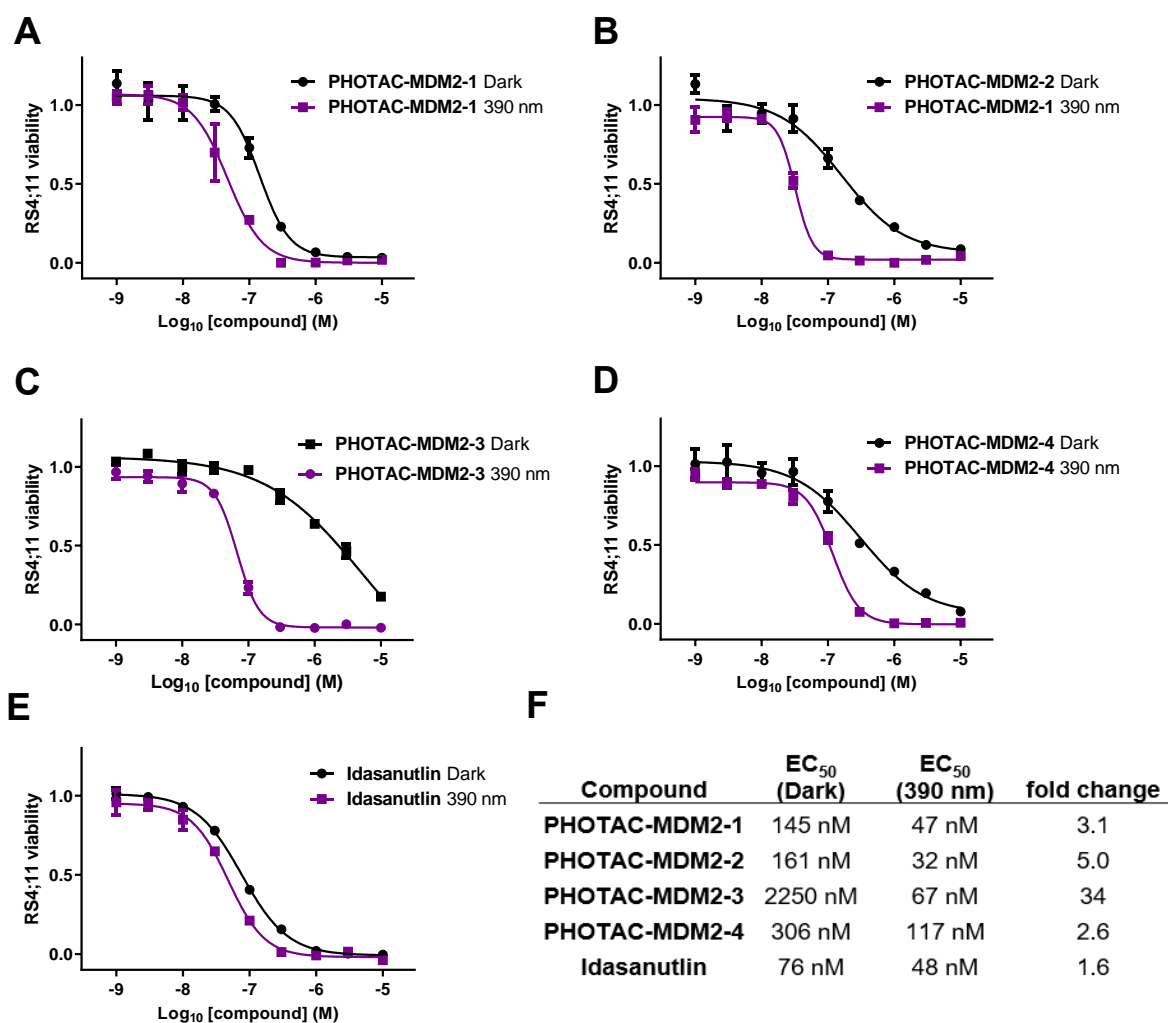 A
PHOTAC-MDM2-1 Dark
PHOTAC-MDM2-1 390 nm
RS4;11 viability
1.0
0.5
0.0
-9 -8 -7 -6 -5
Log10 [compound] (M)
B
PHOTAC-MDM2-2 Dark
PHOTAC-MDM2-1 390 nm
RS4;11 viability
1.0
0.5
0.0
-9 -8 -7 -6 -5
Log10 [compound] (M)
C
PHOTAC-MDM2-3 Dark
PHOTAC-MDM2-3 390 nm
RS4;11 viability
1.0
0.5
0.0
-9 -8 -7 -6 -5
Log10 [compound] (M)
D
PHOTAC-MDM2-4 Dark
PHOTAC-MDM2-4 390 nm
RS4;11 viability
1.0
0.5
0.0
-9 -8 -7 -6 -5
Log10 [compound] (M)
E
Idasanutlin Dark
Idasanutlin 390 nm
RS4;11 viability
1.0
0.5
0.0
-9 -8 -7 -6 -5
Log10 [compound] (M)
F
Compound EC50 (Dark) EC50 (390 nm) fold change
PHOTAC-MDM2-1 145 nM 47 nM 3.1
PHOTAC-MDM2-2 161 nM 32 nM 5.0
PHOTAC-MDM2-3 2250 nM 67 nM 34
PHOTAC-MDM2-4 306 nM 117 nM 2.6
Idasanutlin 76 nM 48 nM 1.6